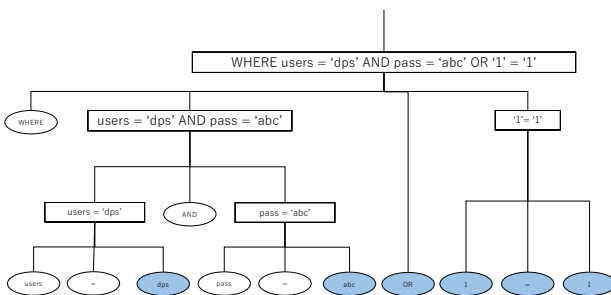 WHERE users = ‘dps’ AND pass = ‘abc’ OR ‘1’ = ‘1’
WHERE
users = ‘dps’ AND pass = ‘abc’
‘1’= ‘1’
users = ‘dps’
AND
pass = ‘abc’
users
=
dps
pass
=
abc
OR
1
=
1